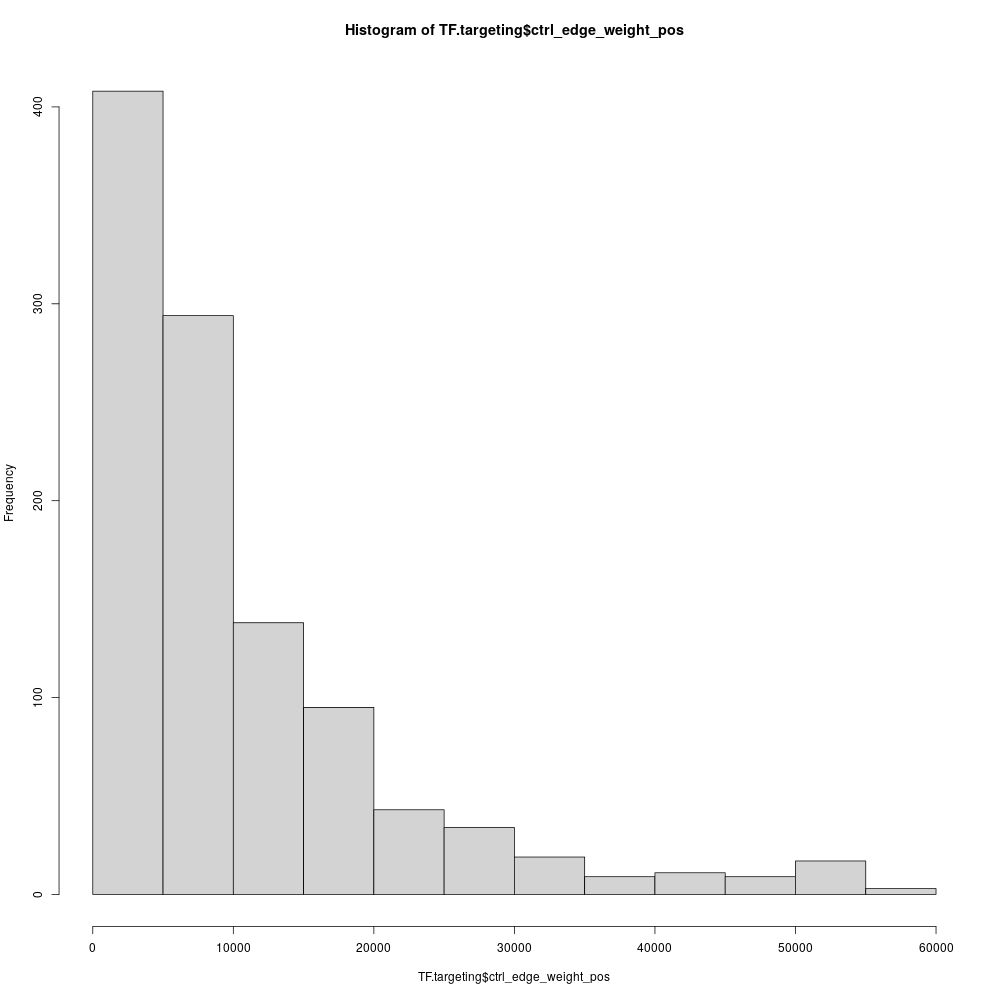 Histogram of TF.targeting$ctrl_edge_weight_pos
Frequency
400
300
200
100
0
0 10000 20000 30000 40000 50000 60000
TF.targeting$ctrl_edge_weight_pos